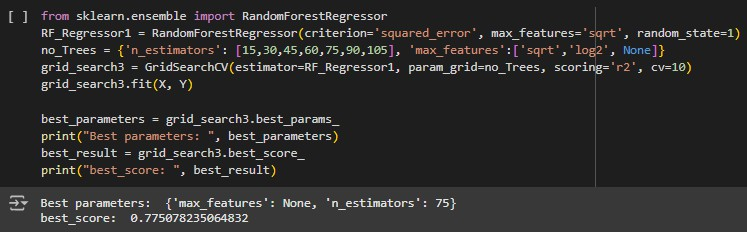 [ ] from sklearn.ensemble import RandomForestRegressor
RF_Regressor1 = RandomForestRegressor(criterion='squared_error', max_features='sqrt', random_state=1)
no_Trees = {'n_estimators': [15,30,45,60,75,90,105], 'max_features':['sqrt','log2', None]}
grid_search3 = GridSearchCV(estimator=RF_Regressor1, param_grid=no_Trees, scoring='r2', cv=10)
grid_search3.fit(X, Y)
best_parameters = grid_search3.best_params_
print("Best parameters: ", best_parameters)
best_result = grid_search3.best_score_
print("best_score: ", best_result)
Best parameters:  {'max_features': None, 'n_estimators': 75}
best_score:  0.775078235064832